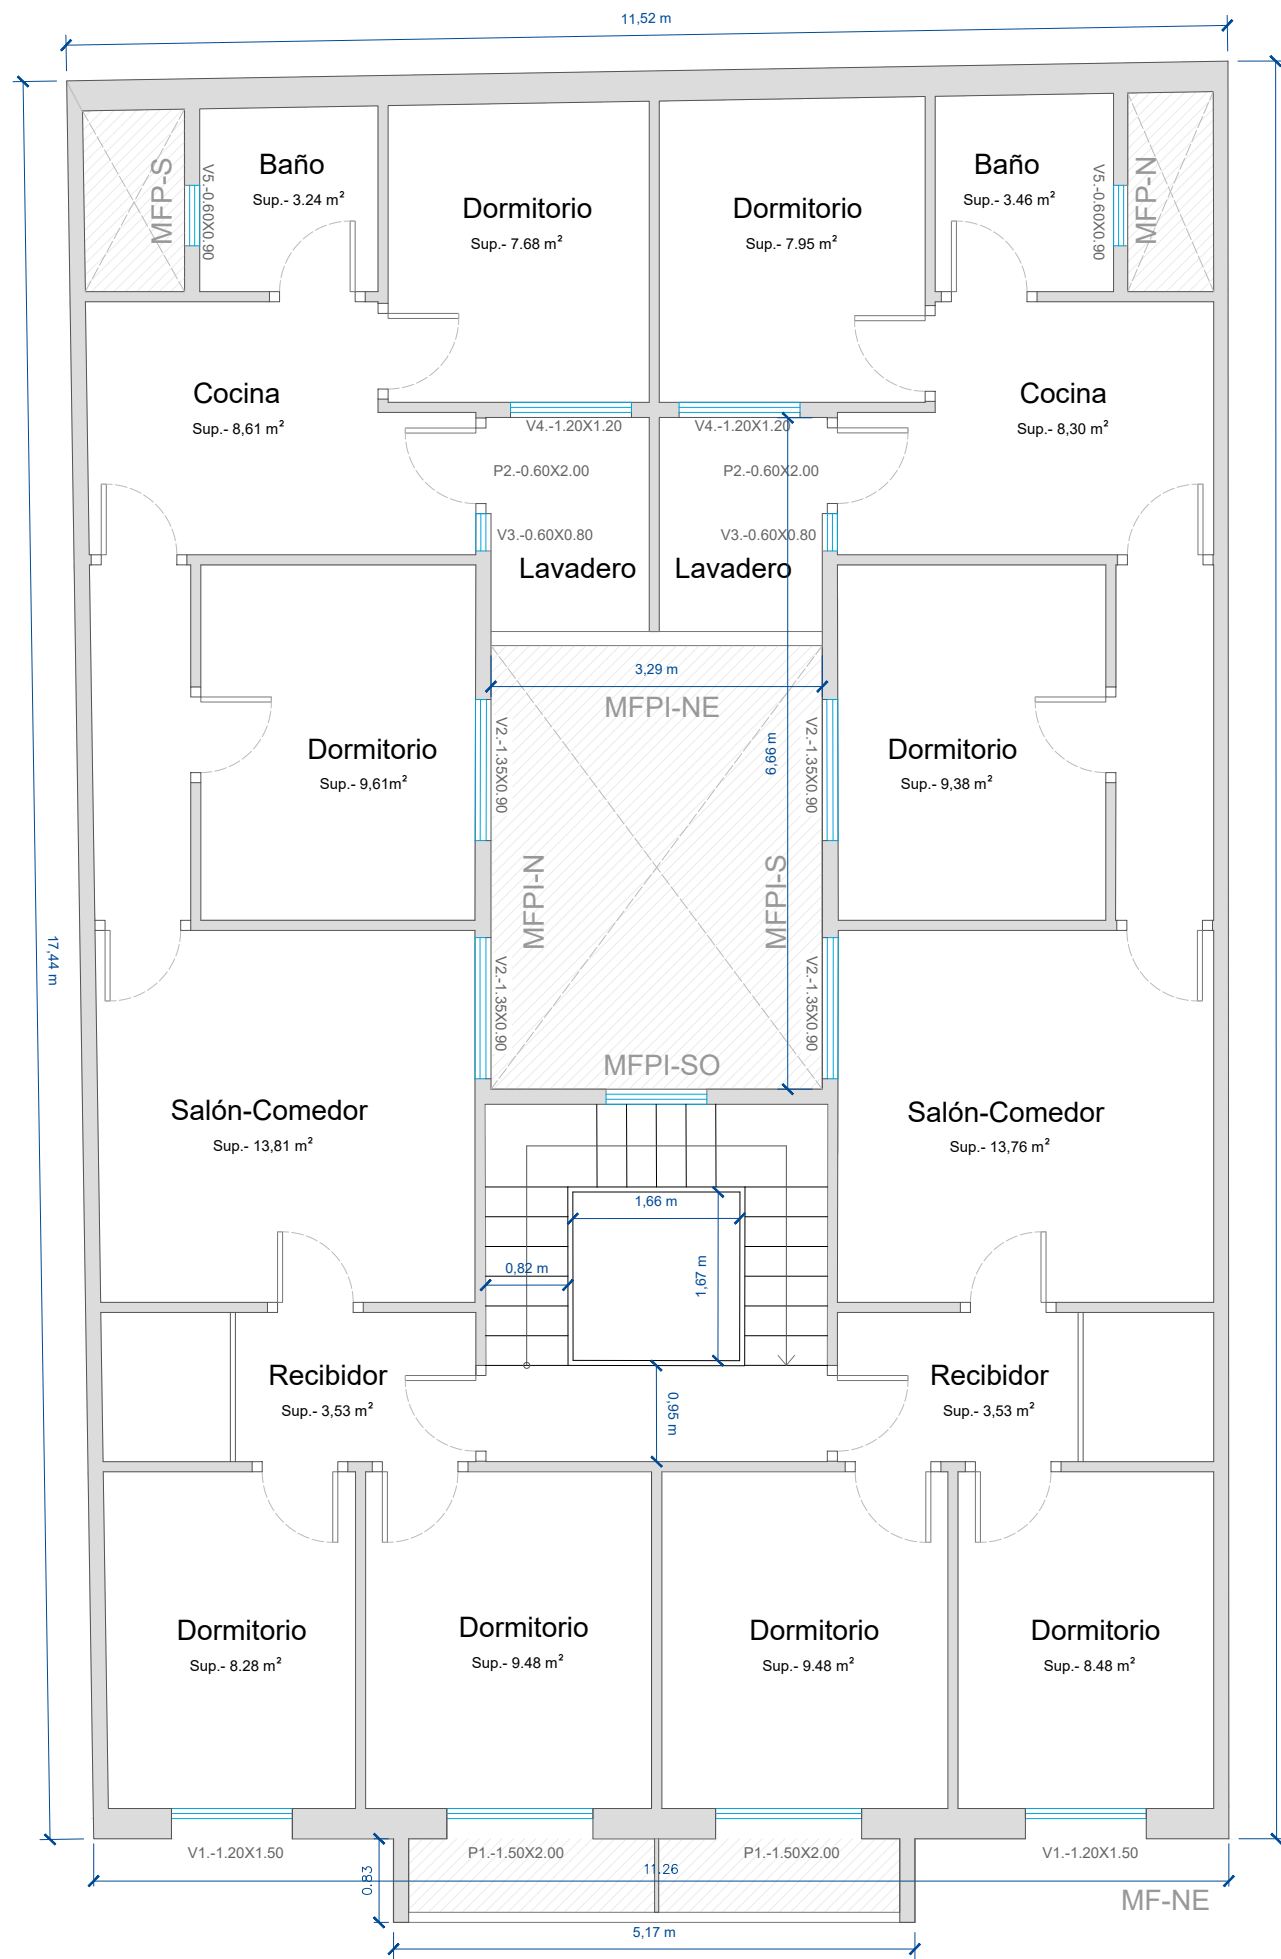 11,52 m
Baño
Sup.- 3.24 m²
MFP-S
V5.-0.60X0.90
Dormitorio
Sup.- 7.68 m²
Dormitorio
Sup.- 7.95 m²
Baño
Sup.- 3.46 m²
V5.-0.60X0.90
MFP-N
Cocina
Sup.- 8,61 m²
Cocina
Sup.- 8,30 m²
V4.-1.20X1.20
V4.-1.20X1.20
P2.-0.60X2.00
P2.-0.60X2.00
V3.-0.60X0.80
V3.-0.60X0.80
Lavadero
Lavadero
3,29 m
MFPI-NE
Dormitorio
Sup.- 9,61m²
V2.-1.35X0.90
6,66 m
V2.-1.35X0.90
Dormitorio
Sup.- 9,38 m²
MFPI-N
MFPI-S
17,44 m
V2.-1.35X0.90
V2.-1.35X0.90
MFPI-SO
Salón-Comedor
Sup.- 13,81 m²
Salón-Comedor
Sup.- 13,76 m²
1,66 m
0,82 m
1,67 m
Recibidor
Sup.- 3,53 m²
0,95 m
Recibidor
Sup.- 3,53 m²
Dormitorio
Sup.- 8.28 m²
Dormitorio
Sup.- 9.48 m²
Dormitorio
Sup.- 9.48 m²
Dormitorio
Sup.- 8.48 m²
V1.-1.20X1.50
P1.-1.50X2.00
P1.-1.50X2.00
V1.-1.20X1.50
0.83
11.26
MF-NE
5,17 m